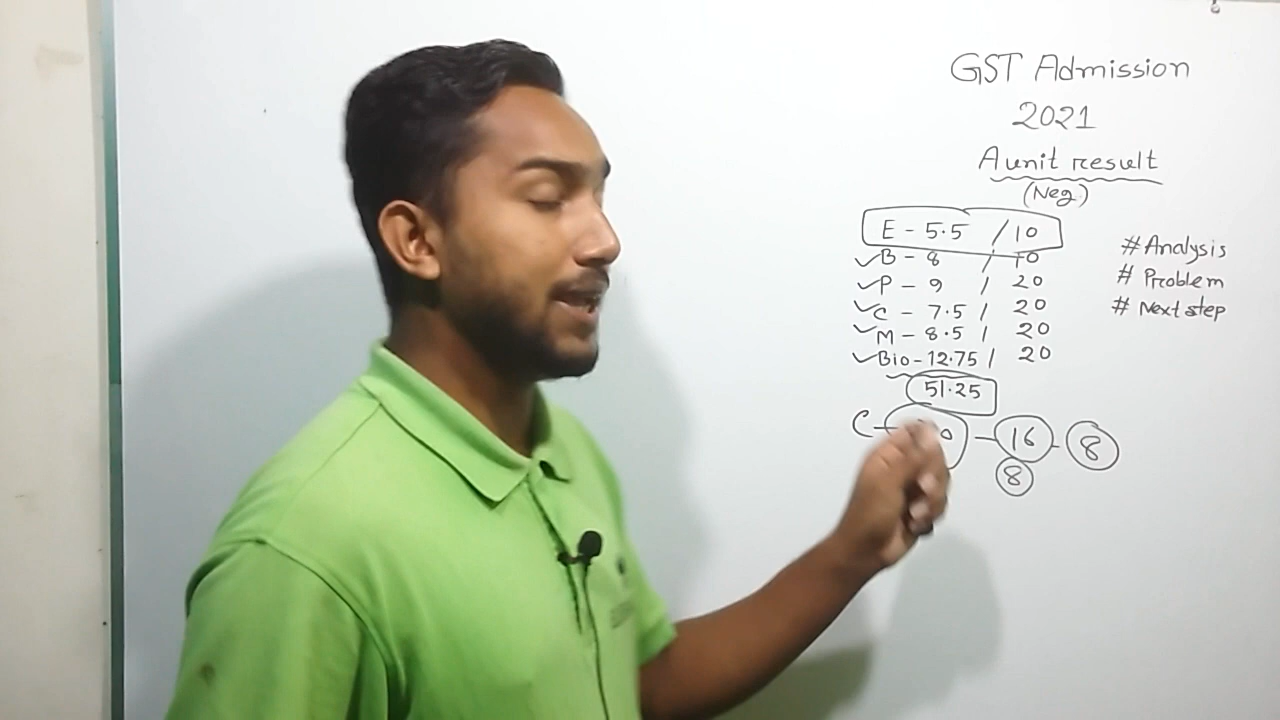 GST Admission
2021
A unit result
(Neg.)
E - 5.5 / 10
✓B - 8 / 10
✓P - 9 / 20
✓C - 7.5 / 20
✓M - 8.5 / 20
✓Bio - 12.75 / 20
51.25
C - 0 - 16 - 8
8
# Analysis
# Problem
# Next step